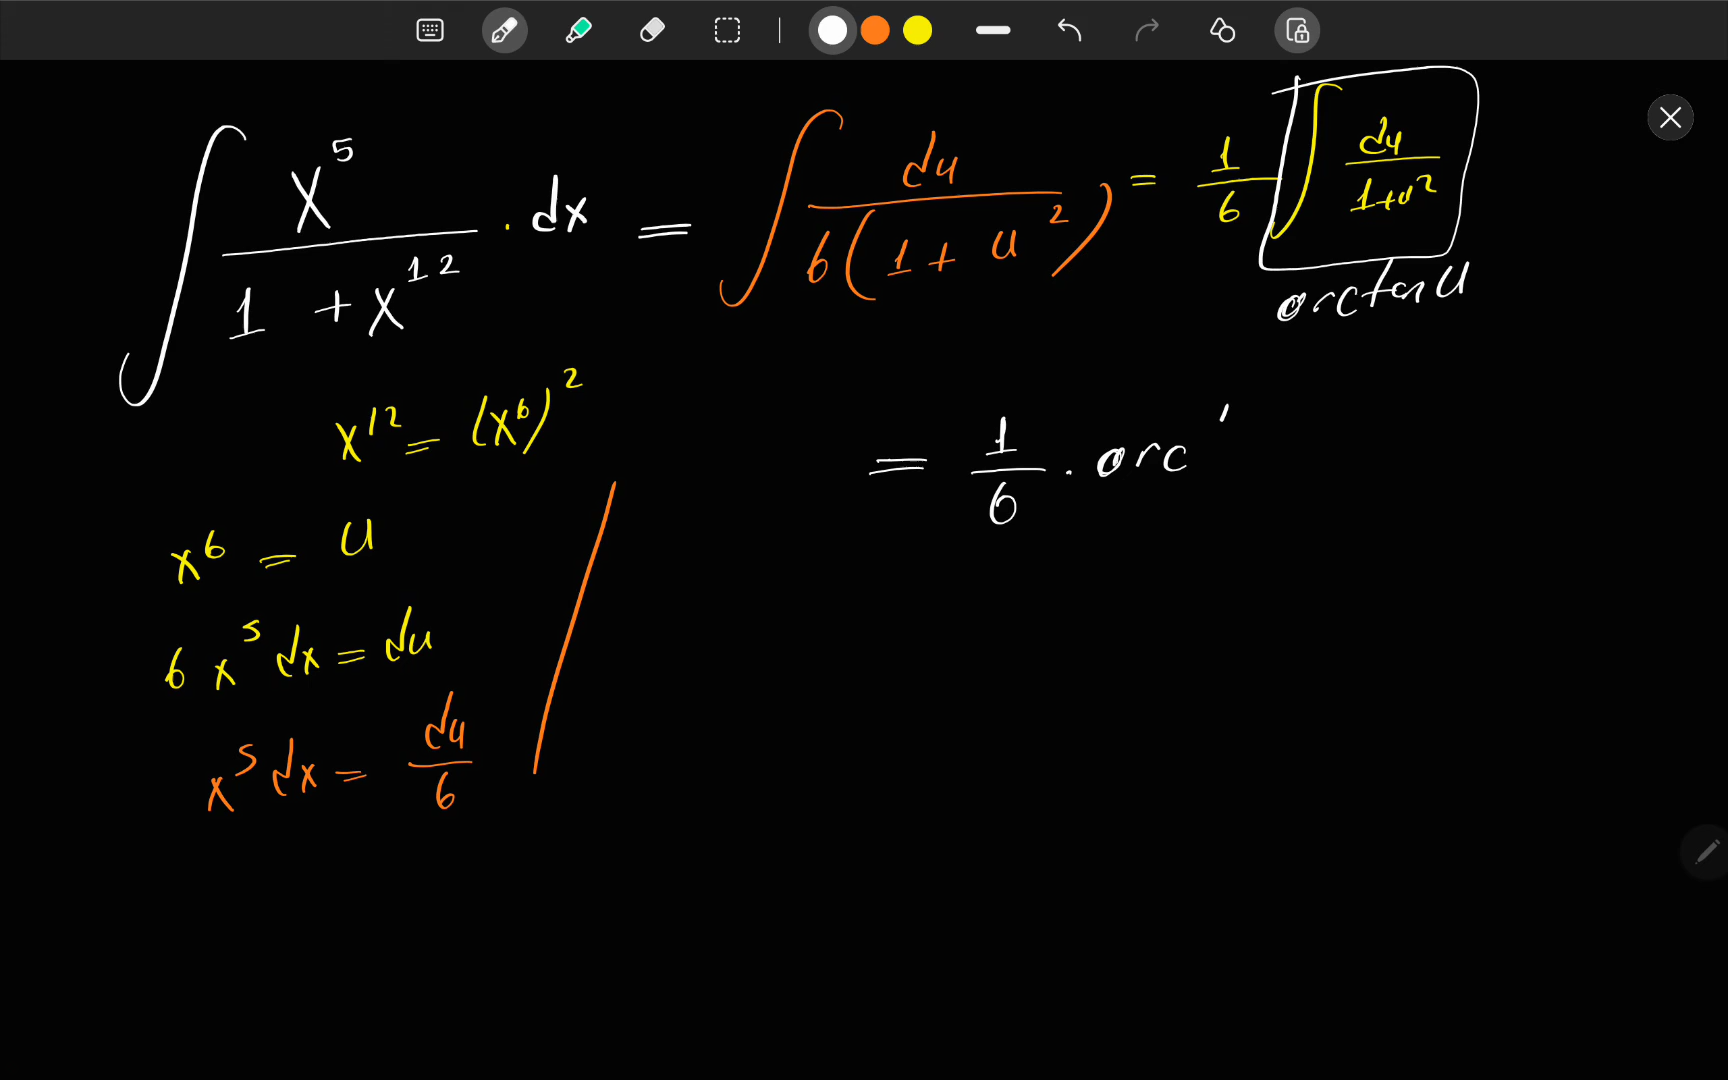 ∫ x⁵ / (1 + x¹²) · dx = ∫ du / 6(1 + u²) = 1/6 ∫ du / (1+u²)
arctan u
x¹² = (x⁶)²
= 1/6 · arc
x⁶ = u
6x⁵ dx = du
x⁵ dx = du/6